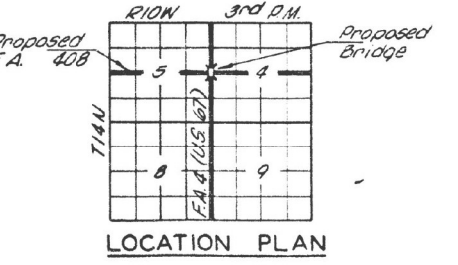 R10W 3rd P.M.
Proposed
F.A. 408
Proposed
Bridge
5
4
T14N
F.A. 4 (U.S. 67)
8
9
LOCATION PLAN